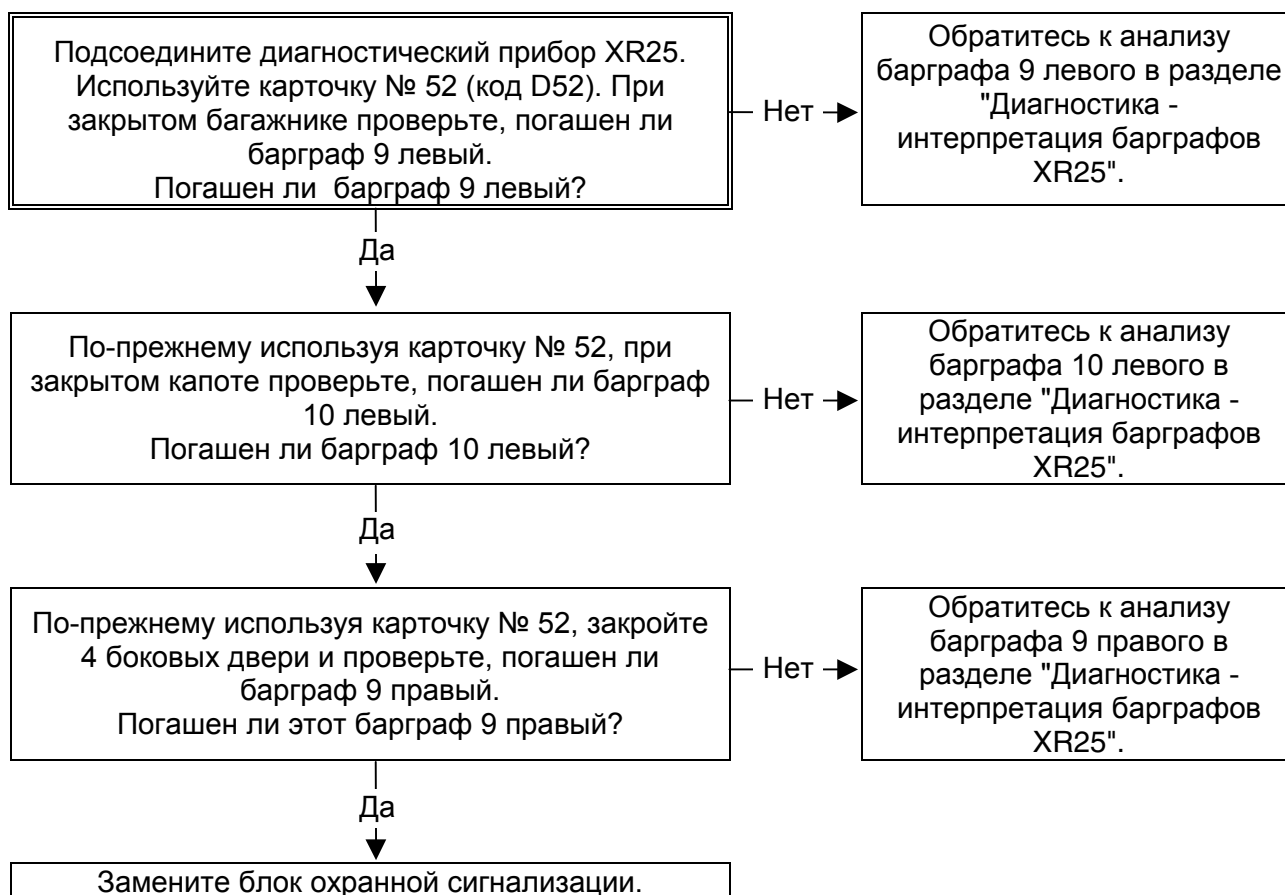 Подсоедините диагностический прибор XR25.
Используйте карточку № 52 (код D52). При
закрытом багажнике проверьте, погашен ли
барграф 9 левый.
Погашен ли барграф 9 левый?
Нет
Обратитесь к анализу
барграфа 9 левого в разделе
"Диагностика -
интерпретация барграфов
XR25".
Да
По-прежнему используя карточку № 52, при
закрытом капоте проверьте, погашен ли барграф
10 левый.
Погашен ли барграф 10 левый?
Нет
Обратитесь к анализу
барграфа 10 левого в
разделе "Диагностика -
интерпретация барграфов
XR25".
Да
По-прежнему используя карточку № 52, закройте
4 боковых двери и проверьте, погашен ли
барграф 9 правый.
Погашен ли этот барграф 9 правый?
Нет
Обратитесь к анализу
барграфа 9 правого в
разделе "Диагностика -
интерпретация барграфов
XR25".
Да
Замените блок охранной сигнализации.